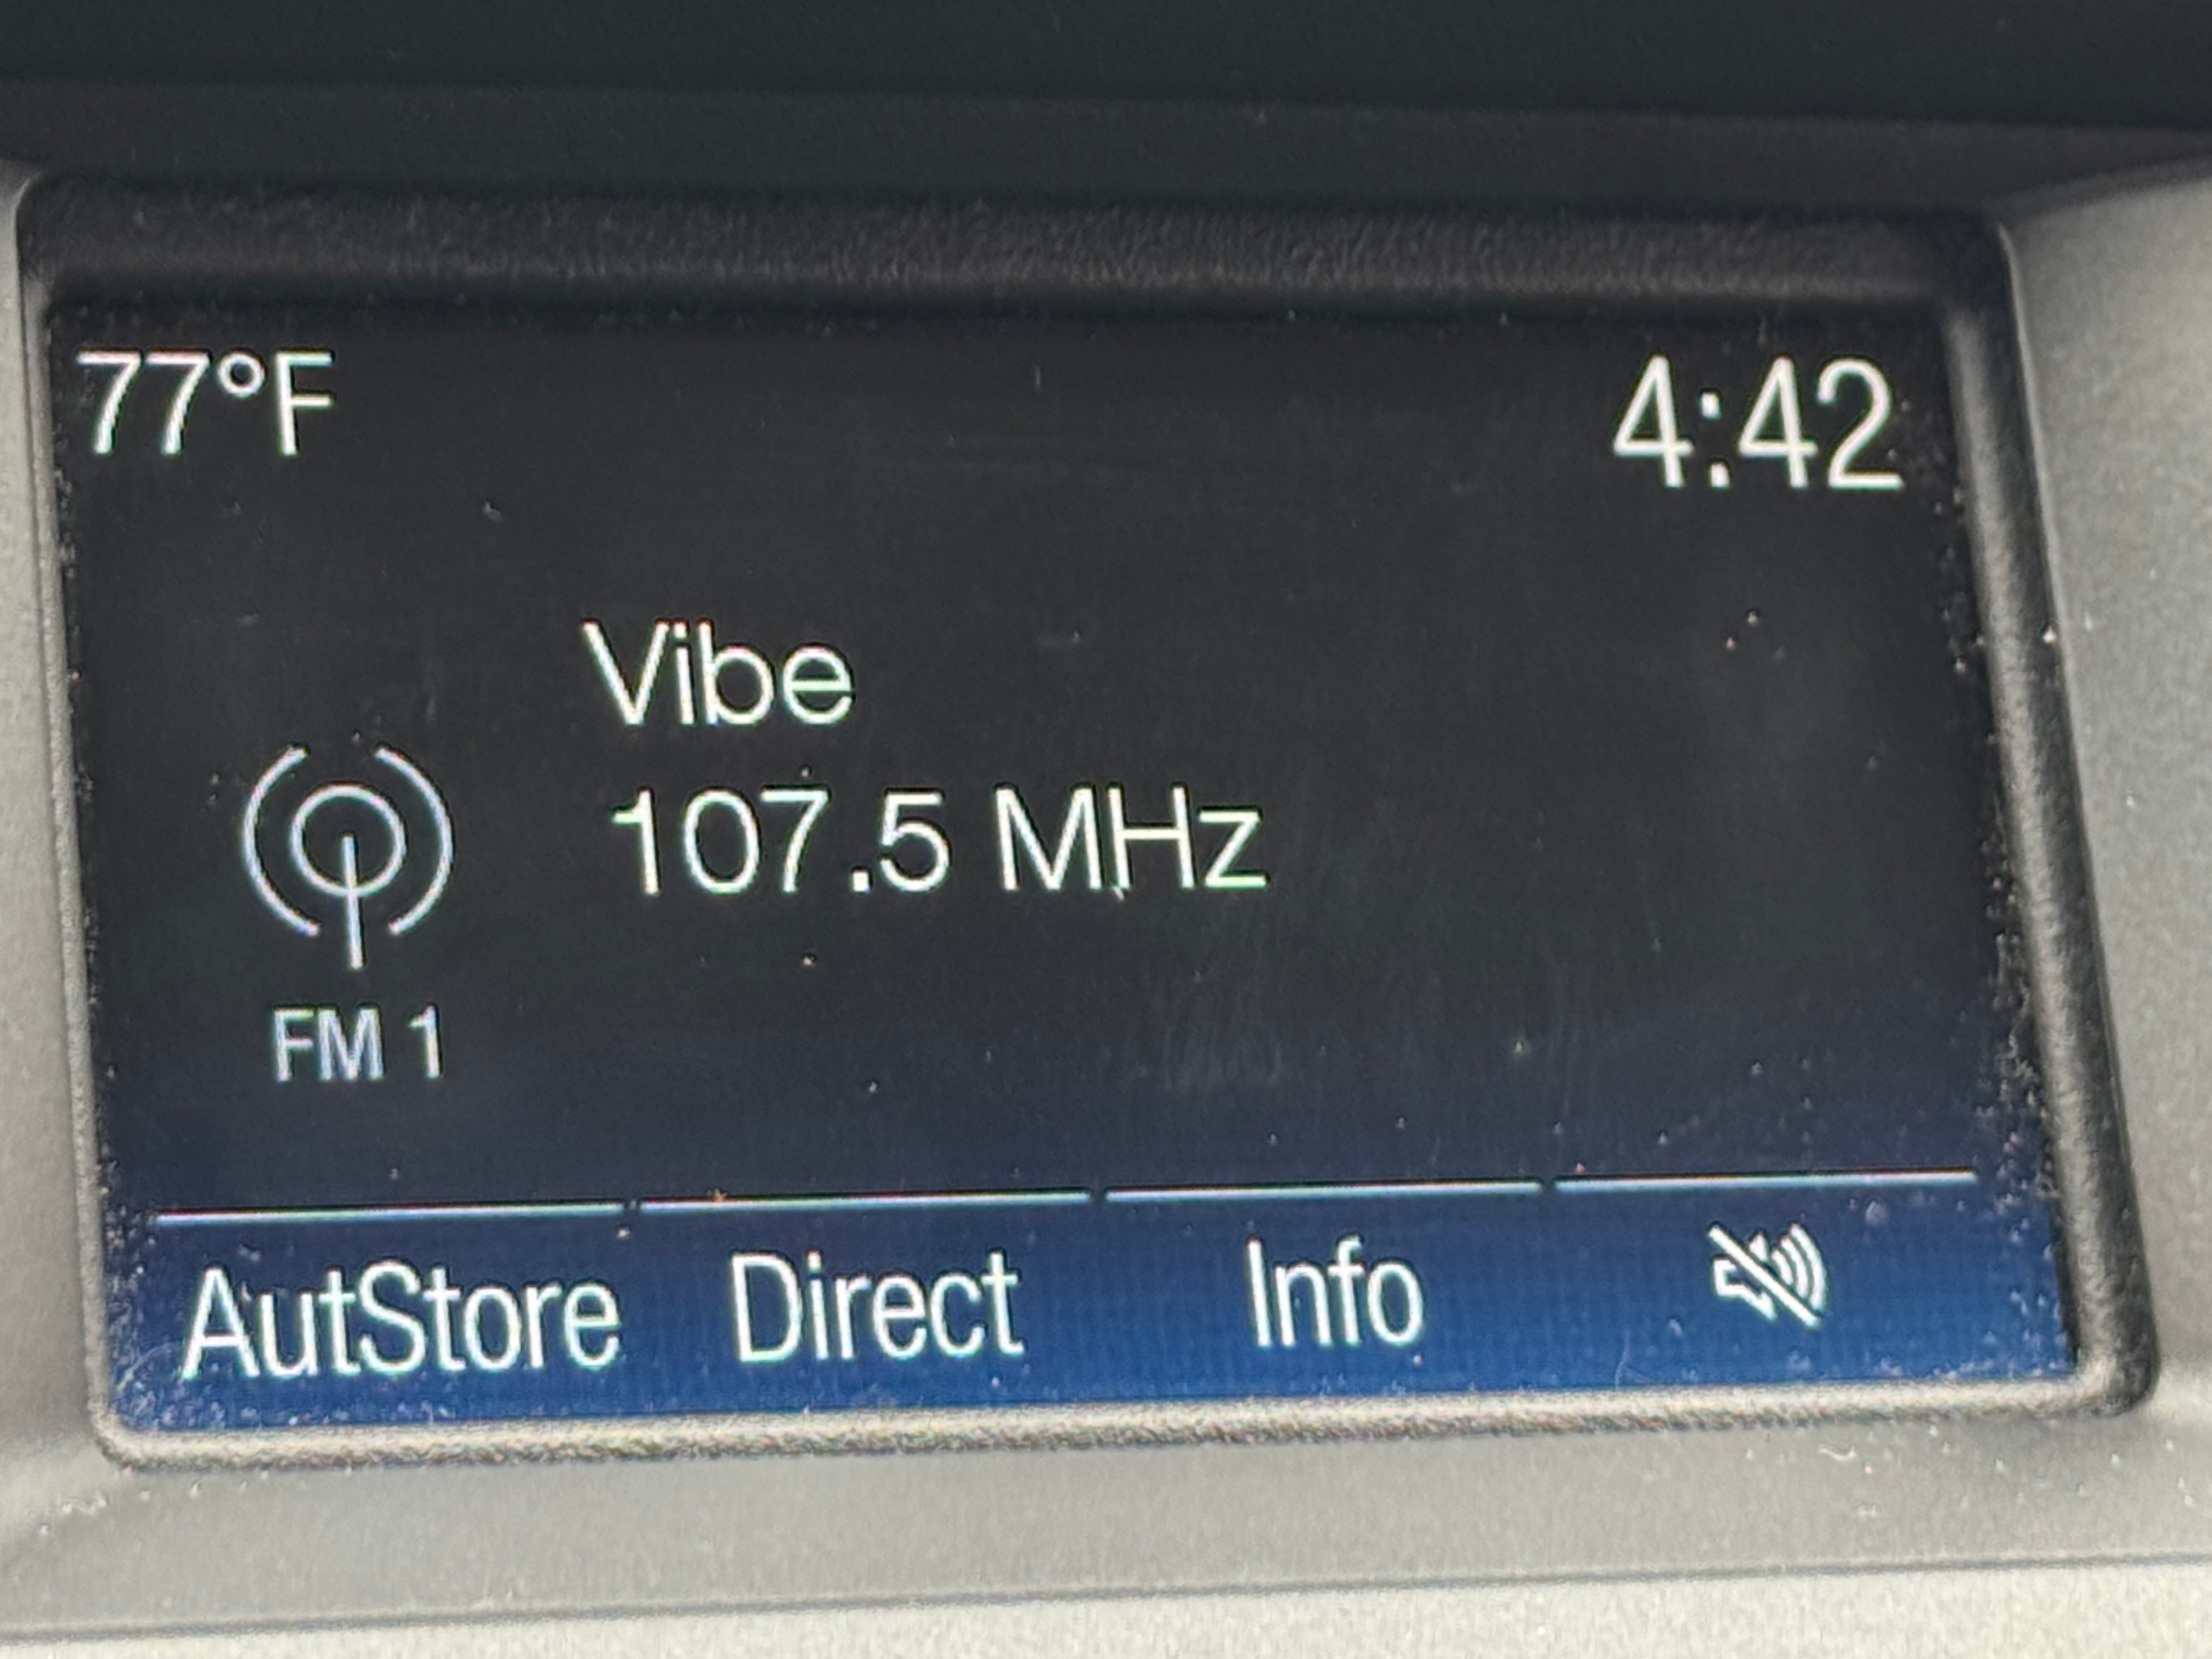 77°F 4:42
Vibe
107.5 MHz
FM 1
AutStore Direct Info